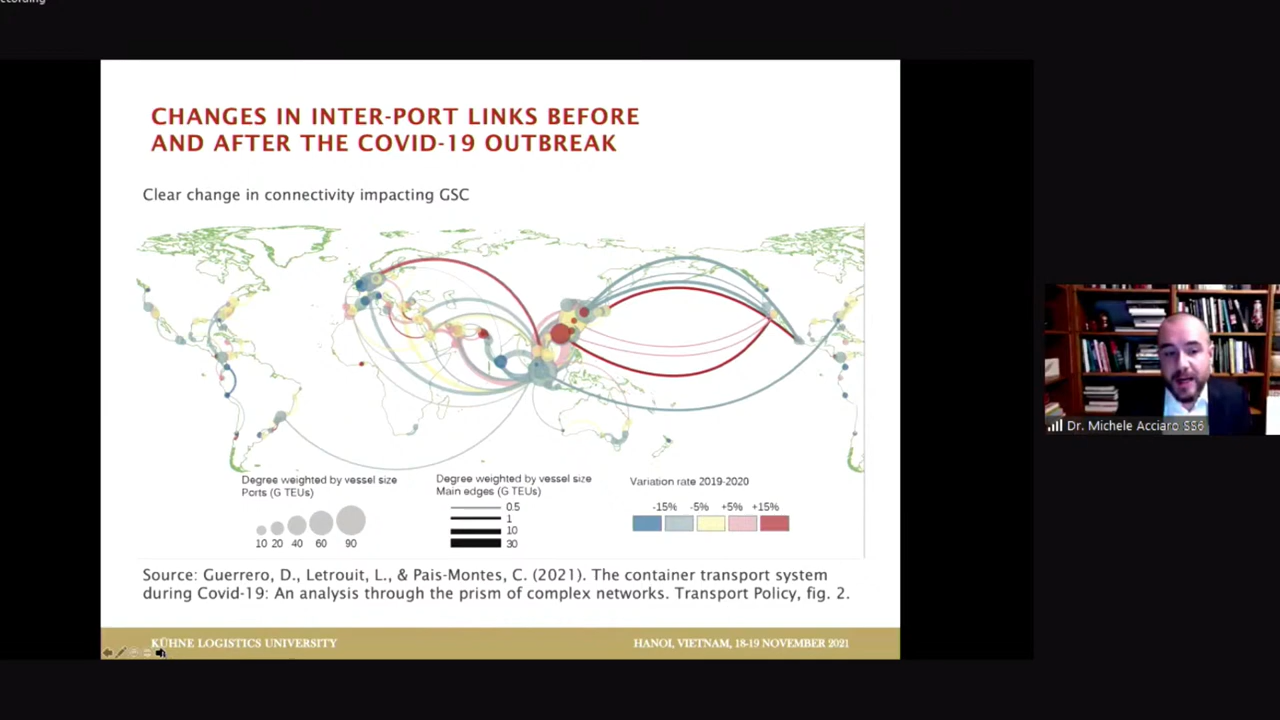 CHANGES IN INTER-PORT LINKS BEFORE
AND AFTER THE COVID-19 OUTBREAK
Clear change in connectivity impacting GSC
Degree weighted by vessel size
Ports (G TEUs)
10 20 40 60 90
Degree weighted by vessel size
Main edges (G TEUs)
0.5
1
10
30
Variation rate 2019-2020
-15% -5% +5% +15%
Source: Guerrero, D., Letrouit, L., & Pais-Montes, C. (2021). The container transport system
during Covid-19: An analysis through the prism of complex networks. Transport Policy, fig. 2.
KÜHNE LOGISTICS UNIVERSITY
HANOI, VIETNAM, 18-19 NOVEMBER 2021
Dr. Michele Acciaro SS6